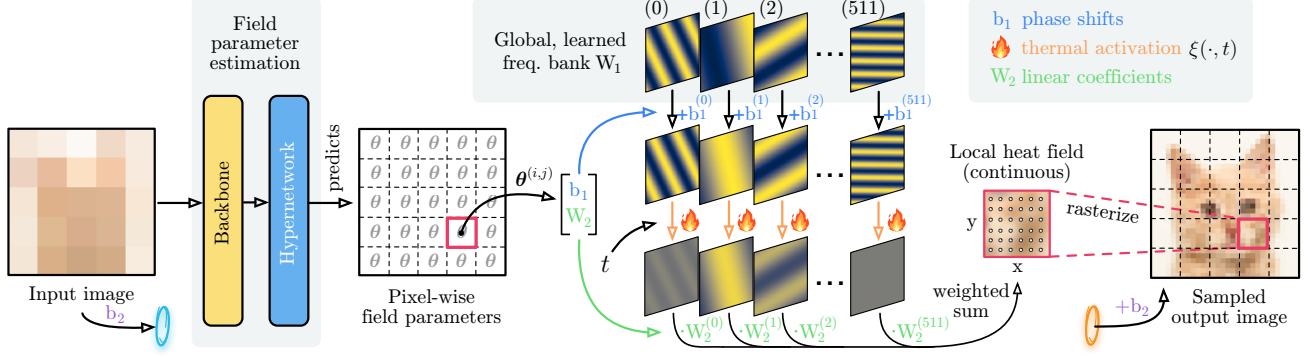 Field
parameter
estimation
Backbone
Hypernetwork
predicts
Input image
b₂
θ θ θ θ θ
θ θ θ θ θ
θ θ θ θ θ
θ θ θ θ
θ θ θ θ θ
Pixel-wise
field parameters
θ^(i,j)
b₁
W₂
t
Global, learned
freq. bank W₁
(0) (1) (2) ... (511)
+b₁^(0) +b₁^(1) +b₁^(2) +b₁^(511)
...
...
·W₂^(0) ·W₂^(1) ·W₂^(2) ·W₂^(511)
weighted
sum
b₁ phase shifts
🔥 thermal activation ξ(·, t)
W₂ linear coefficients
Local heat field
(continuous)
y
x
rasterize
+b₂
Sampled
output image